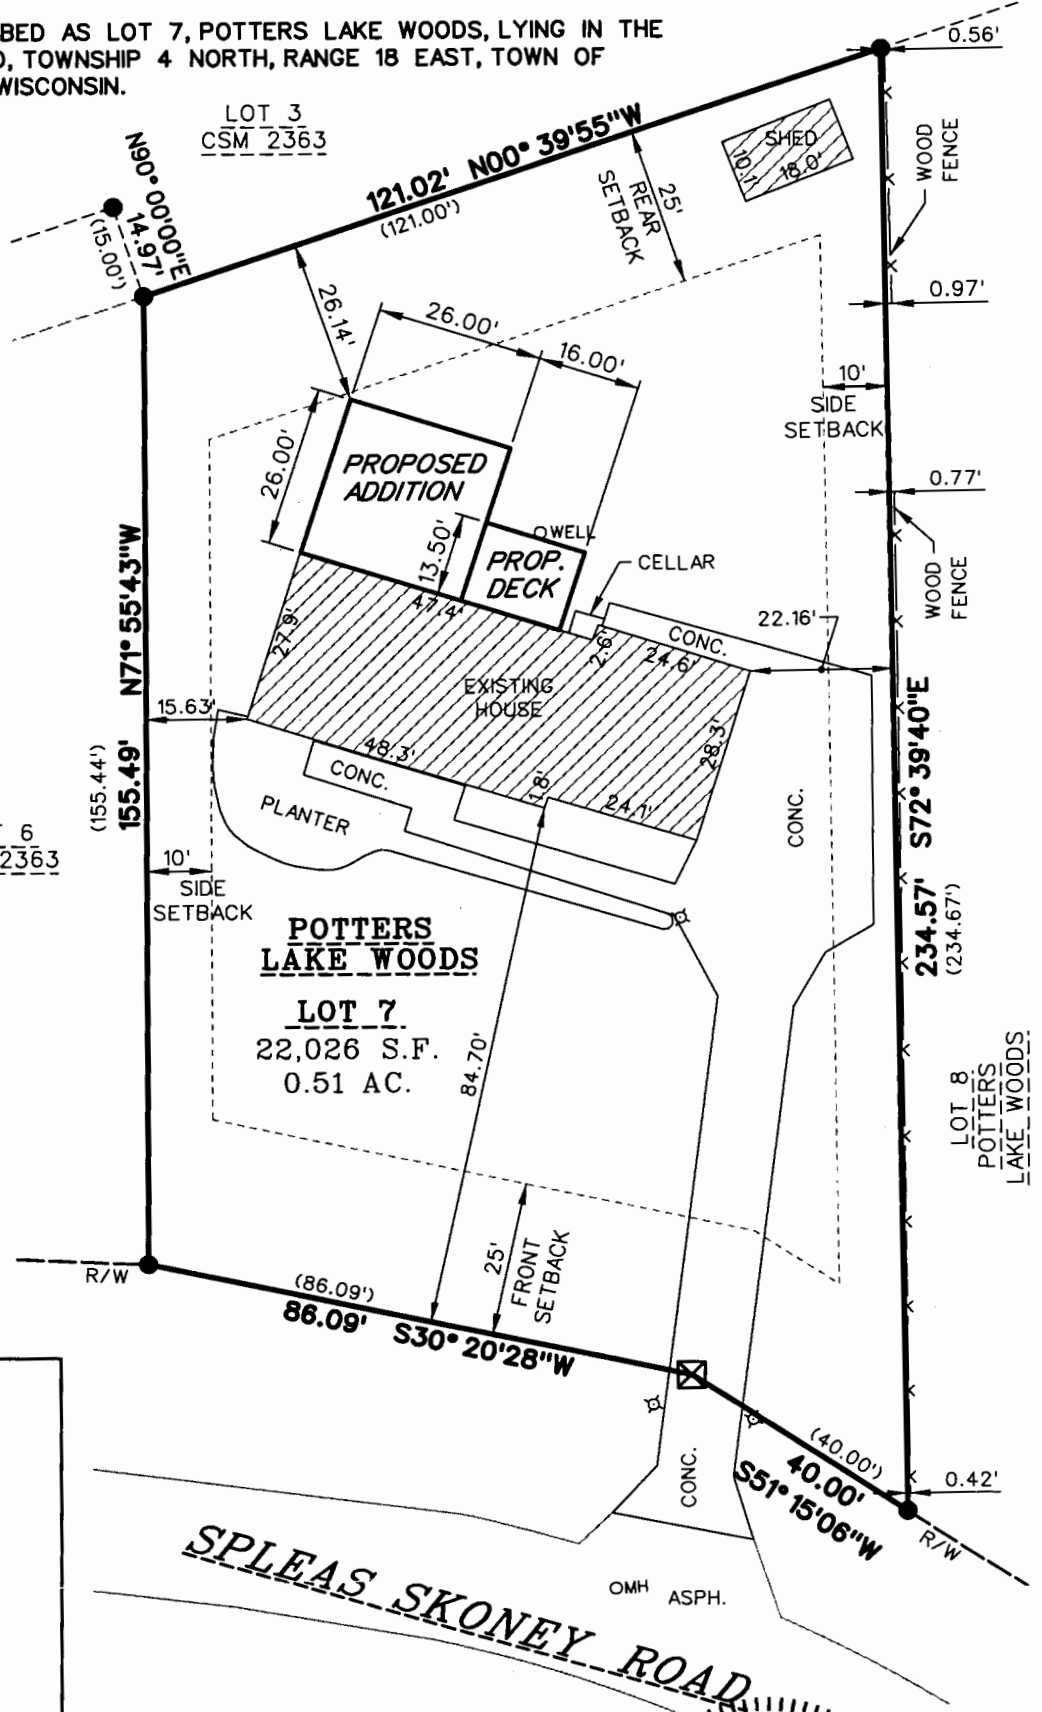 BED AS LOT 7, POTTERS LAKE WOODS, LYING IN THE
O, TOWNSHIP 4 NORTH, RANGE 18 EAST, TOWN OF
WISCONSIN.
LOT 3
CSM 2363
N90° 00'00"E
14.97'
(15.00')
121.02' N00° 39'55"W
(121.00')
25'
REAR
SETBACK
SHED
10.1'
18.0'
0.56'
WOOD
FENCE
0.97'
26.14'
26.00'
16.00'
10'
SIDE
SETBACK
0.77'
WOOD
FENCE
26.00'
PROPOSED
ADDITION
13.50'
WELL
PROP.
DECK
CELLAR
22.16'
CONC.
47.4'
2.6'
24.6'
27.9'
EXISTING
HOUSE
28.3'
15.63'
48.3'
1.8'
24.1'
CONC.
PLANTER
CONC.
N71° 55'43"W
155.49'
(155.44')
6
2363
10'
SIDE
SETBACK
POTTERS
LAKE WOODS
LOT 7
22,026 S.F.
0.51 AC.
84.70'
S72° 39'40"E
234.57'
(234.67')
LOT 8
POTTERS
LAKE WOODS
25'
FRONT
SETBACK
R/W
(86.09')
86.09' S30° 20'28"W
(40.00')
40.00'
S51° 15'06"W
0.42'
R/W
CONC.
OMH
ASPH.
SPLEAS SKONEY ROAD